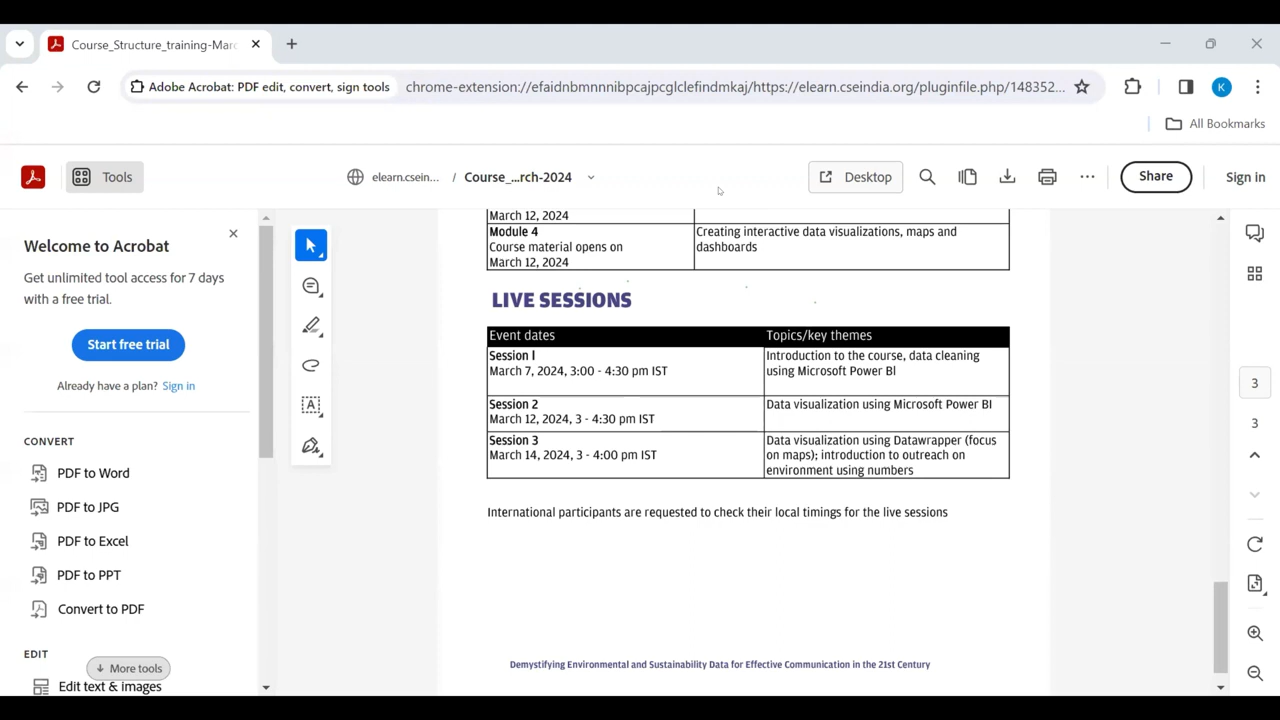 Course_Structure_training-Marc
Adobe Acrobat: PDF edit, convert, sign tools
chrome-extension://efaidnbmnnnibpcajpcglclefindmkaj/https://elearn.cseindia.org/pluginfile.php/148352...
K
All Bookmarks
Tools
elearn.csein...
/ Course_...rch-2024
Desktop
Share
Sign in
Welcome to Acrobat
Get unlimited tool access for 7 days
with a free trial.
Start free trial
Already have a plan? Sign in
CONVERT
PDF to Word
PDF to JPG
PDF to Excel
PDF to PPT
Convert to PDF
EDIT
More tools
Edit text & images
A
March 12, 2024
Module 4
Course material opens on
March 12, 2024
Creating interactive data visualizations, maps and
dashboards
LIVE SESSIONS
Event dates
Topics/key themes
Session I
March 7, 2024, 3:00 - 4:30 pm IST
Introduction to the course, data cleaning
using Microsoft Power BI
Session 2
March 12, 2024, 3 - 4:30 pm IST
Data visualization using Microsoft Power BI
Session 3
March 14, 2024, 3 - 4:00 pm IST
Data visualization using Datawrapper (focus
on maps); introduction to outreach on
environment using numbers
International participants are requested to check their local timings for the live sessions
Demystifying Environmental and Sustainability Data for Effective Communication in the 21st Century
3
3